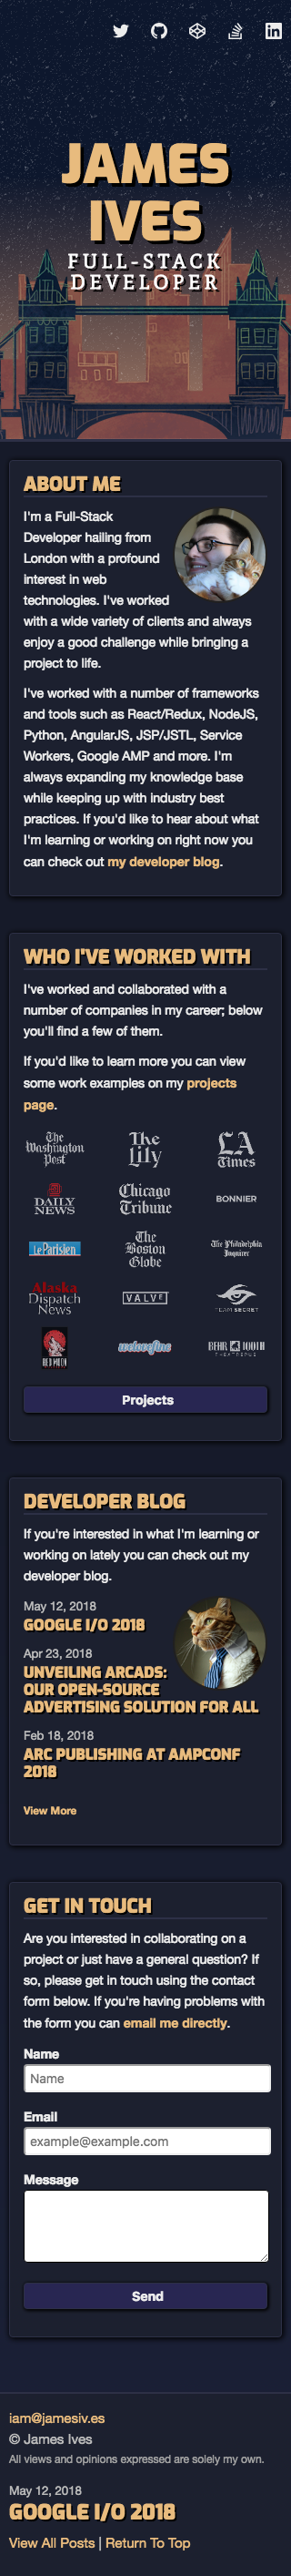 JAMES
IVES
FULL-STACK
DEVELOPER
ABOUT ME
I'm a Full-Stack
Developer hailing from
London with a profound
interest in web
technologies. I've worked
with a wide variety of clients and always
enjoy a good challenge while bringing a
project to life.
I've worked with a number of frameworks
and tools such as React/Redux, NodeJS,
Python, AngularJS, JSP/JSTL, Service
Workers, Google AMP and more. I'm
always expanding my knowledge base
while keeping up with industry best
practices. If you'd like to hear about what
I'm learning or working on right now you
can check out my developer blog.
WHO I'VE WORKED WITH
I've worked and collaborated with a
number of companies in my career; below
you'll find a few of them.
If you'd like to learn more you can view
some work examples on my projects
page.
The Washington Post
The Lily
LA Times
DAILY NEWS
Chicago Tribune
BONNIER
Le Parisien
The Boston Globe
The Philadelphia Inquirer
Alaska Dispatch News
VALVE
TEAM SECRET
RED MOON
welovefine
Projects
DEVELOPER BLOG
If you're interested in what I'm learning or
working on lately you can check out my
developer blog.
May 12, 2018
GOOGLE I/O 2018
Apr 23, 2018
UNVEILING ARCADS:
OUR OPEN-SOURCE
ADVERTISING SOLUTION FOR ALL
Feb 18, 2018
ARC PUBLISHING AT AMPCONF
2018
View More
GET IN TOUCH
Are you interested in collaborating on a
project or just have a general question? If
so, please get in touch using the contact
form below. If you're having problems with
the form you can email me directly.
Name
Name
Email
example@example.com
Message
Send
iam@jamesiv.es
© James Ives
All views and opinions expressed are solely my own.
May 12, 2018
GOOGLE I/O 2018
View All Posts | Return To Top